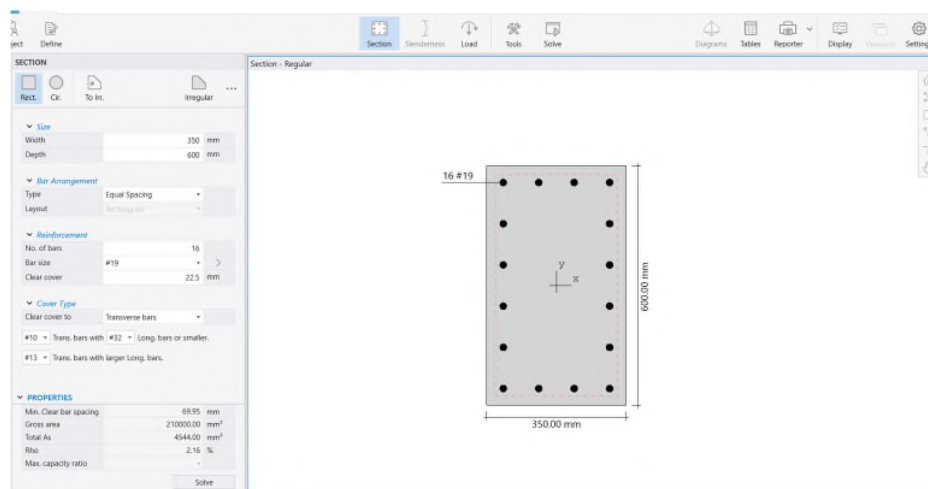 ject Define Section Slenderness Load Tools Solve Diagrams Tables Reporter Display Viewports Setting
SECTION
Rect. Cir. To Irr. Irregular ...
Size
Width 350 mm
Depth 600 mm
Bar Arrangement
Type Equal Spacing
Layout Rectangular
Reinforcement
No. of bars 16
Bar size #19
Clear cover 22.5 mm
Cover Type
Clear cover to Transverse bars
#10 Trans. bars with #32 Long. bars or smaller.
#13 Trans. bars with larger Long. bars.
PROPERTIES
Min. Clear bar spacing 69.95 mm
Gross area 210000.00 mm²
Total As 4544.00 mm²
Rho 2.16 %
Max. capacity ratio -
Solve
Section - Regular
16 #19
y
x
600.00 mm
350.00 mm